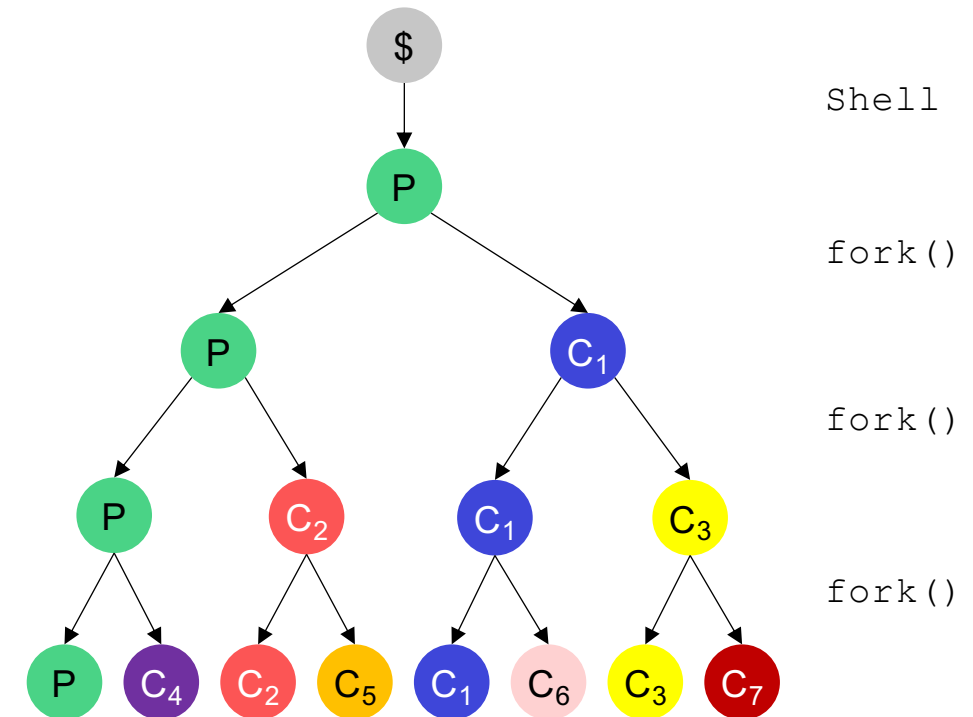 $
Shell
P
fork()
P C₁
fork()
P C₂ C₁ C₃
fork()
P C₄ C₂ C₅ C₁ C₆ C₃ C₇